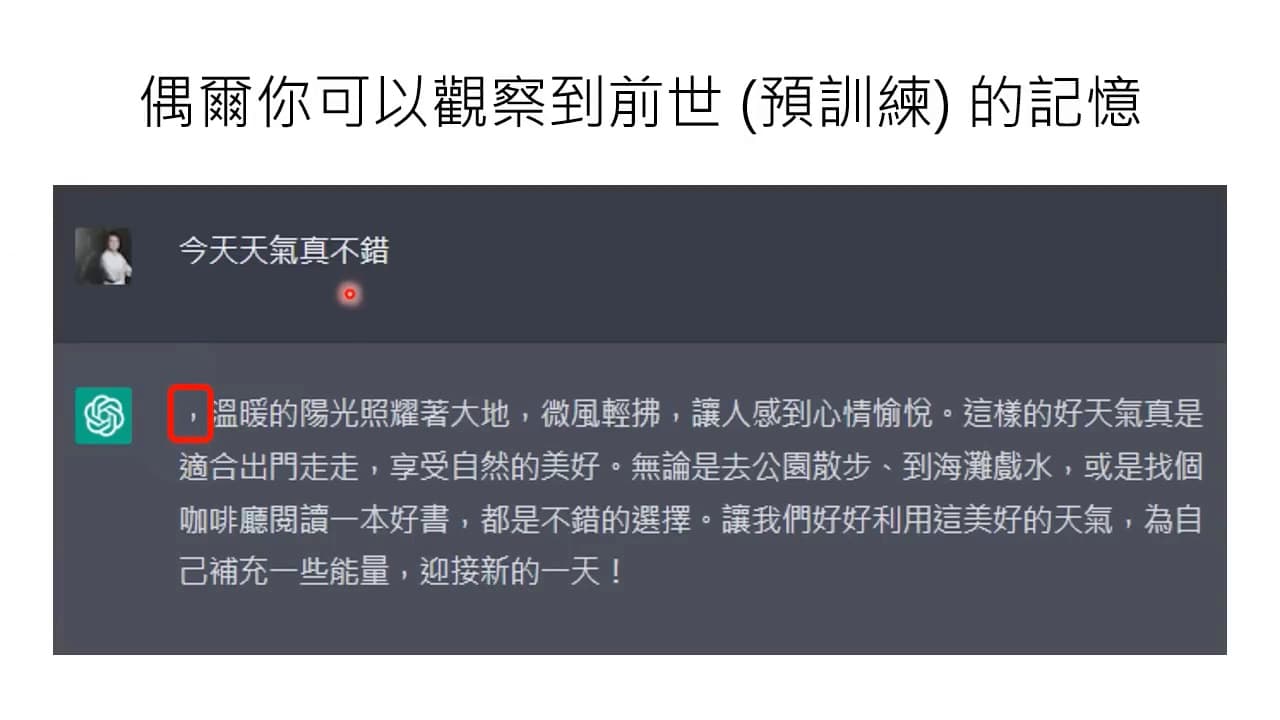 偶爾你可以觀察到前世 (預訓練) 的記憶
今天天氣真不錯
，溫暖的陽光照耀著大地，微風輕拂，讓人感到心情愉悅。這樣的好天氣真是
適合出門走走，享受自然的美好。無論是去公園散步、到海灘戲水，或是找個
咖啡廳閱讀一本好書，都是不錯的選擇。讓我們好好利用這美好的天氣，為自
己補充一些能量，迎接新的一天！